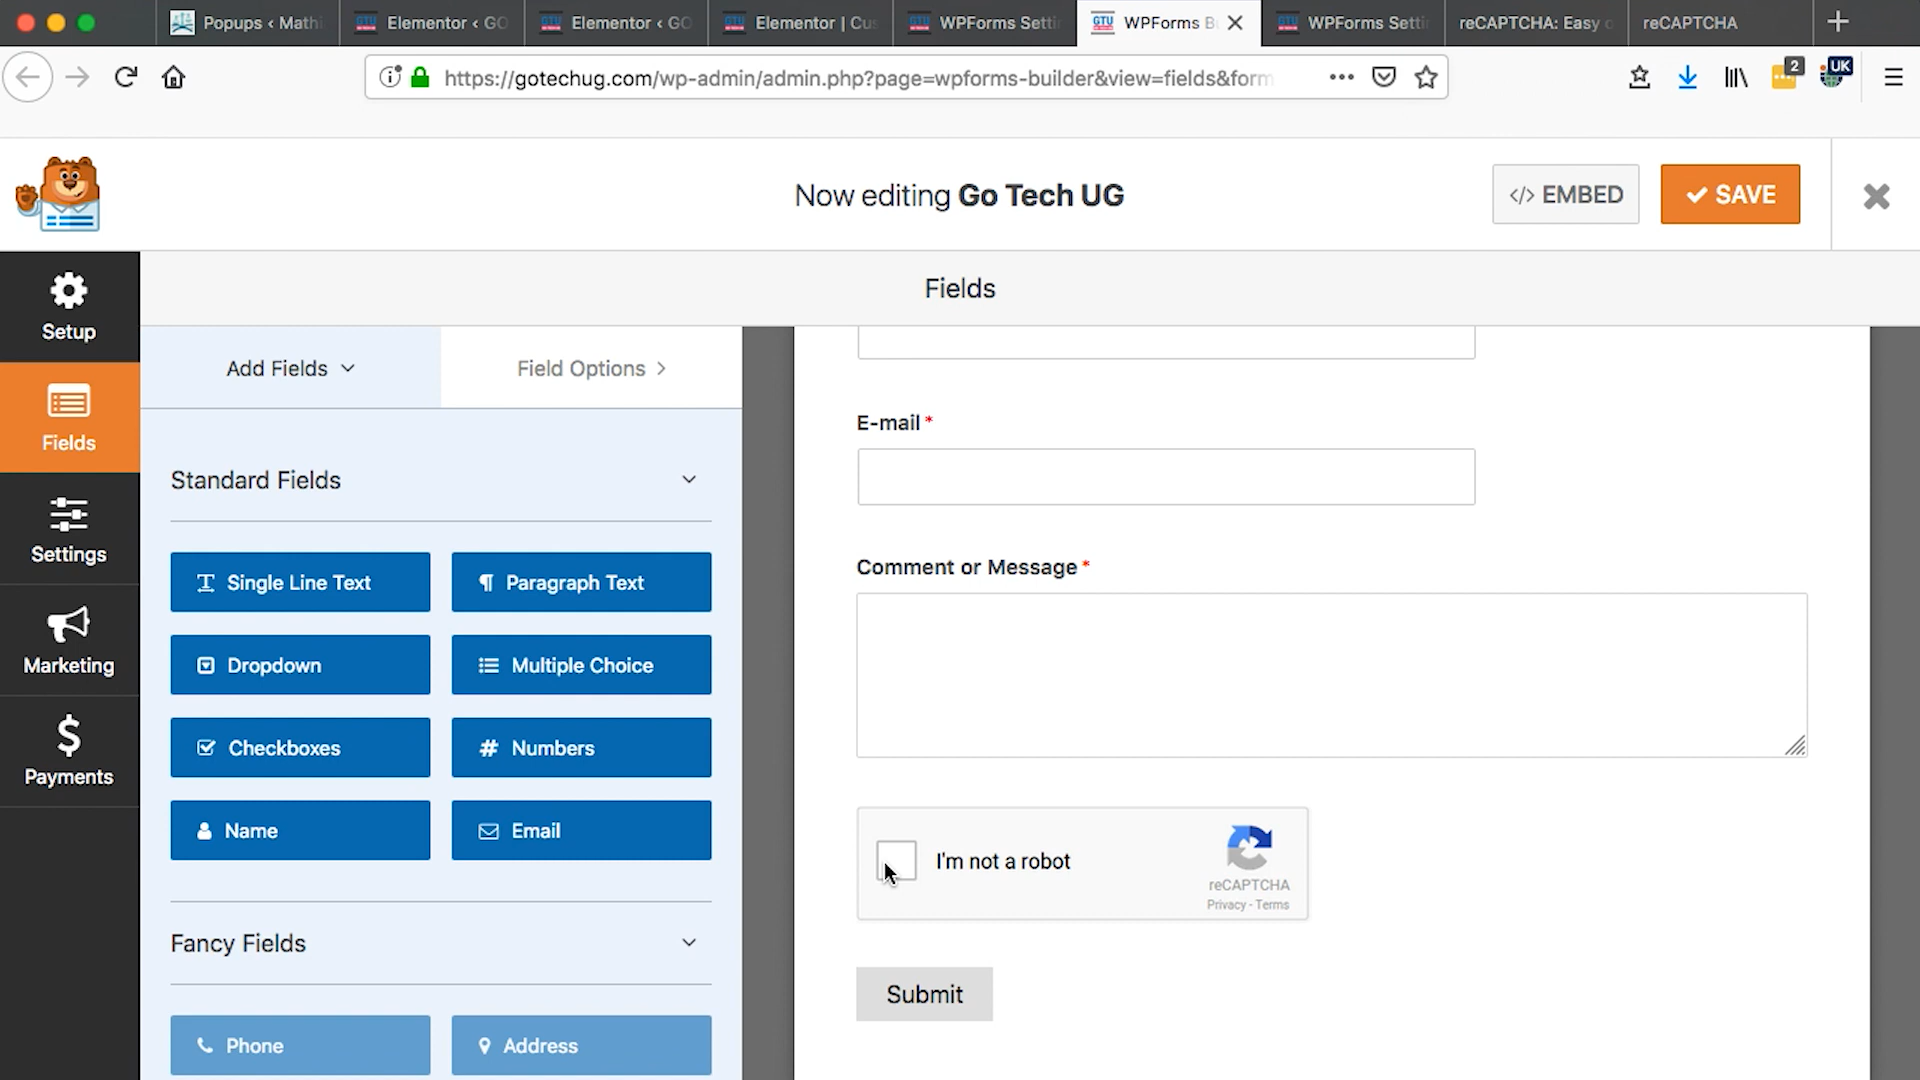 Popups ‹ Mathi
Elementor ‹ GO
Elementor ‹ GO
Elementor | Cus
WPForms Setti
WPForms B
WPForms Setti
reCAPTCHA: Easy o
reCAPTCHA
https://gotechug.com/wp-admin/admin.php?page=wpforms-builder&view=fields&form
2
UK
Now editing Go Tech UG
</> EMBED
SAVE
Setup
Fields
Settings
Marketing
Payments
Fields
Add Fields
Field Options
Standard Fields
Single Line Text
Paragraph Text
Dropdown
Multiple Choice
Checkboxes
Numbers
Name
Email
Fancy Fields
Phone
Address
E-mail *
Comment or Message *
I'm not a robot
reCAPTCHA
Privacy - Terms
Submit